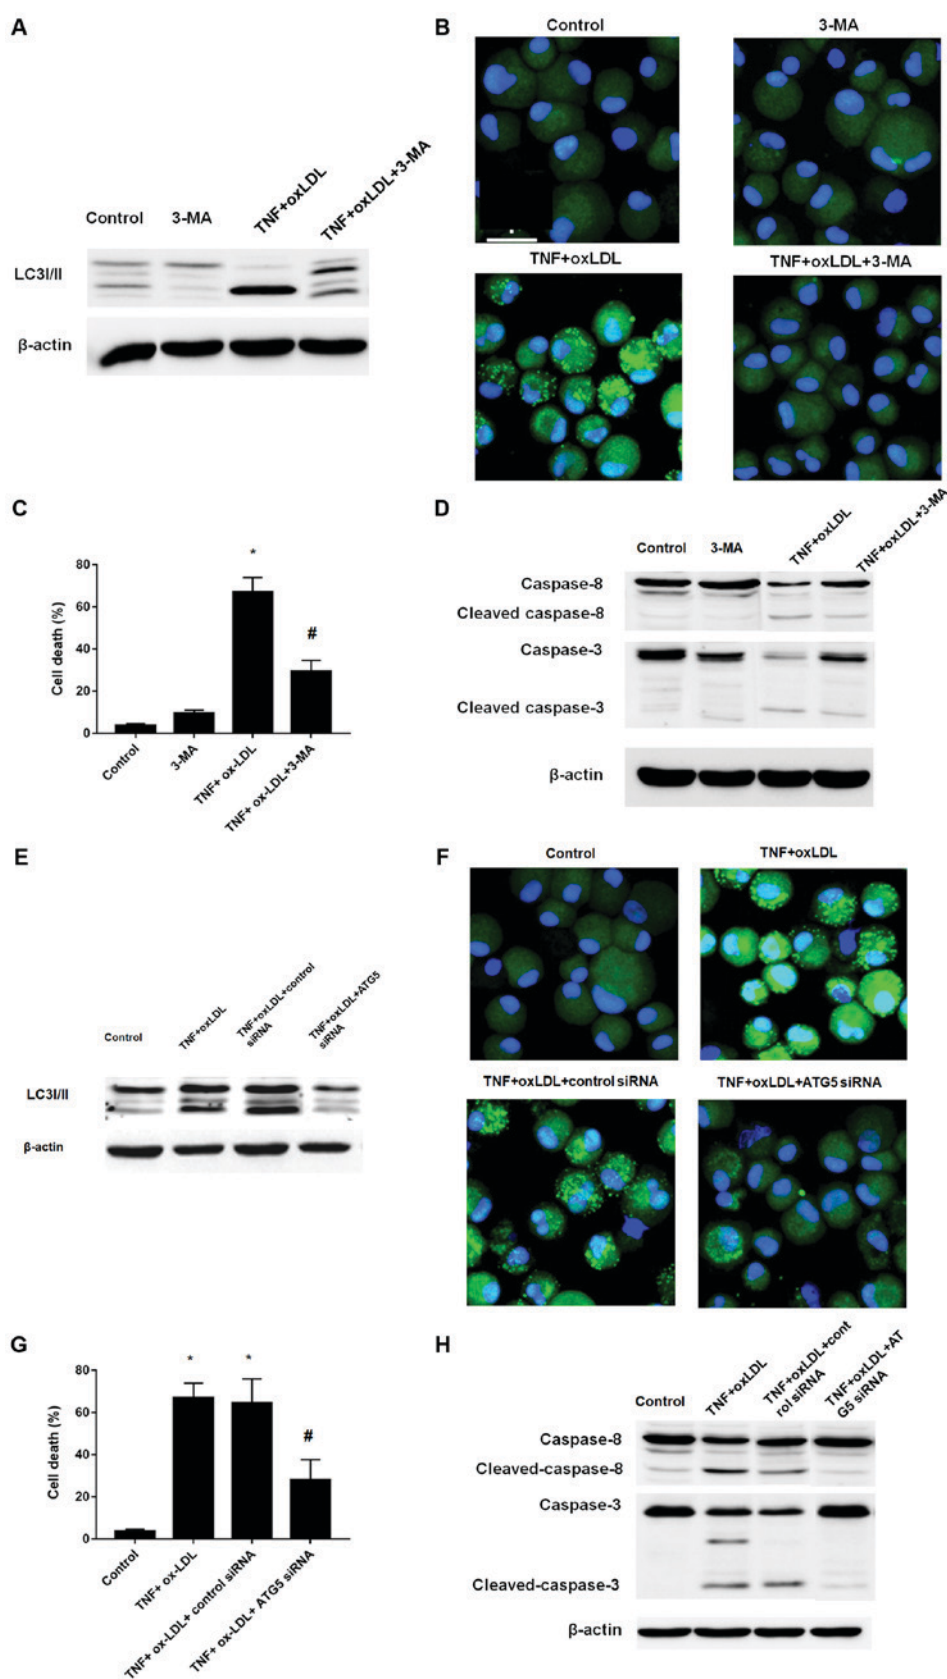 A
Control
3-MA
TNF+oxLDL
TNF+oxLDL+3-MA
LC3I/II
β-actin
B
Control
3-MA
TNF+oxLDL
TNF+oxLDL+3-MA
C
Cell death (%)
80
60
40
20
0
*
#
Control
3-MA
TNF+ ox-LDL
TNF+ ox-LDL+3-MA
D
Control
3-MA
TNF+oxLDL
TNF+oxLDL+3-MA
Caspase-8
Cleaved caspase-8
Caspase-3
Cleaved caspase-3
β-actin
E
Control
TNF+oxLDL
TNF+oxLDL+control
siRNA
TNF+oxLDL+ATG5
siRNA
LC3I/II
β-actin
F
Control
TNF+oxLDL
TNF+oxLDL+control siRNA
TNF+oxLDL+ATG5 siRNA
G
Cell death (%)
80
60
40
20
0
*
*
#
Control
TNF+ ox-LDL
TNF+ ox-LDL+ control siRNA
TNF+ ox-LDL+ ATG5 siRNA
H
Control
TNF+oxLDL
TNF+oxLDL+cont
rol siRNA
TNF+oxLDL+AT
G5 siRNA
Caspase-8
Cleaved-caspase-8
Caspase-3
Cleaved-caspase-3
β-actin